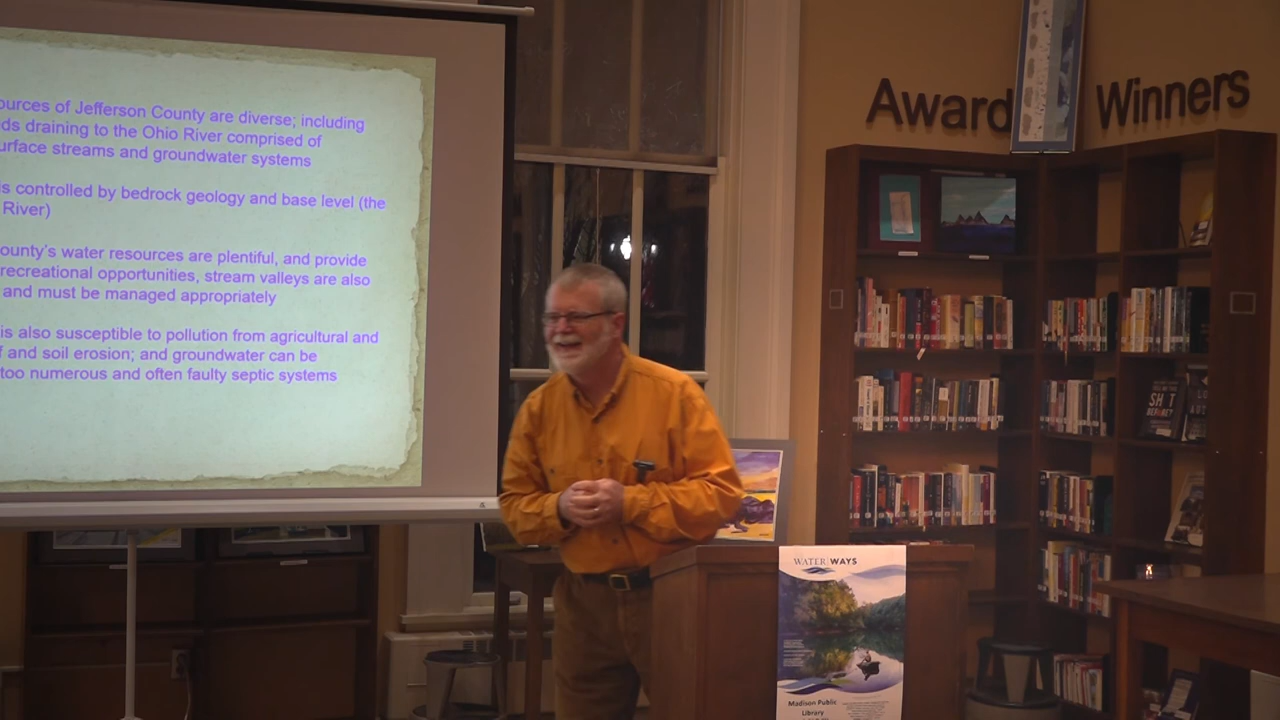 ources of Jefferson County are diverse; including
ds draining to the Ohio River comprised of
urface streams and groundwater systems
is controlled by bedrock geology and base level (the
River)
ounty's water resources are plentiful, and provide
recreational opportunities, stream valleys are also
and must be managed appropriately
is also susceptible to pollution from agricultural and
f and soil erosion; and groundwater can be
too numerous and often faulty septic systems
Award Winners
SH!T
WATER/WAYS
Madison Public
Library